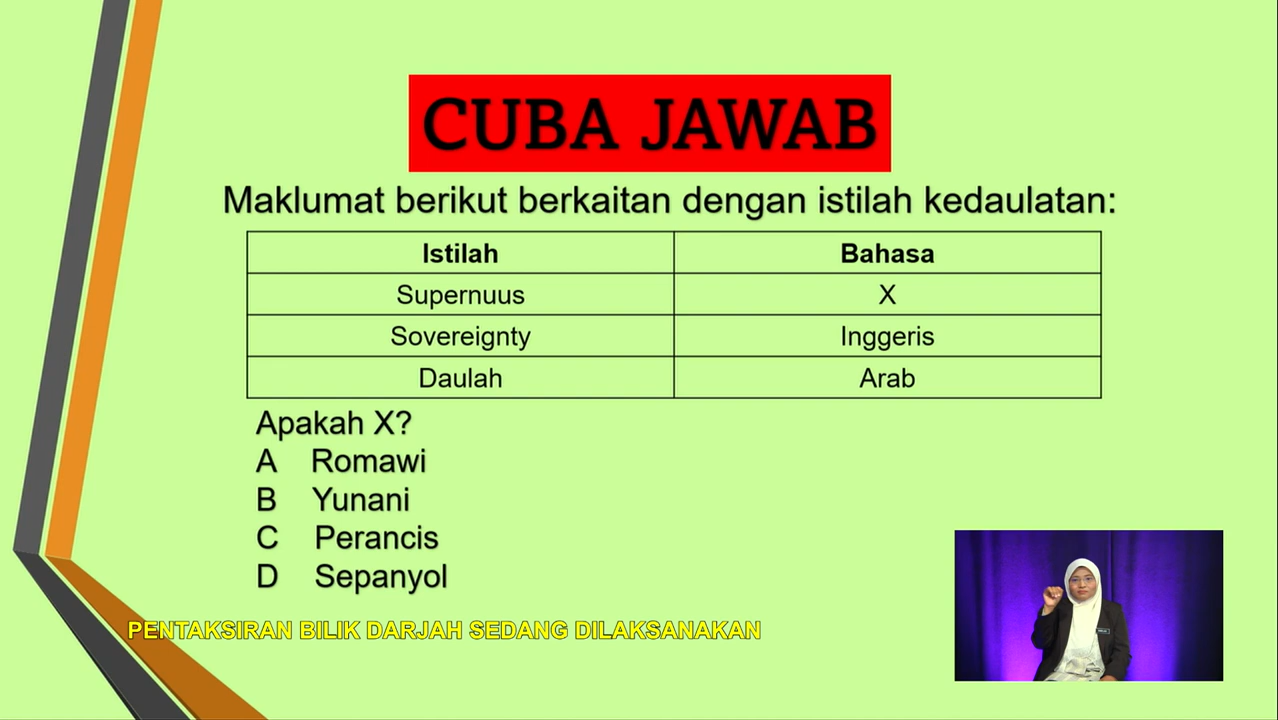 CUBA JAWAB
Maklumat berikut berkaitan dengan istilah kedaulatan:
Istilah Bahasa
Supernuus X
Sovereignty Inggeris
Daulah Arab
Apakah X?
A Romawi
B Yunani
C Perancis
D Sepanyol
PENTAKSIRAN BILIK DARJAH SEDANG DILAKSANAKAN